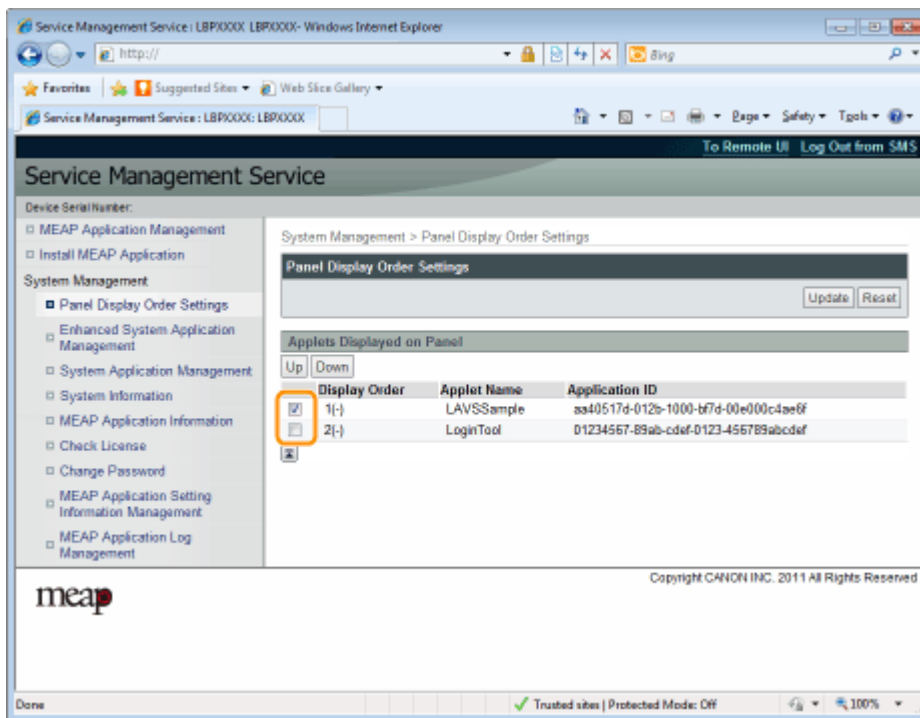 Service Management Service : LBPXXXX LBPXXXX- Windows Internet Explorer
http://
Bing
Favorites Suggested Sites Web Slice Gallery
Service Management Service : LBPXXXX: LBPXXXX
Page Safety Tools
To Remote UI Log Out from SMS
Service Management Service
Device Serial Number:
MEAP Application Management
Install MEAP Application
System Management
Panel Display Order Settings
Enhanced System Application
Management
System Application Management
System Information
MEAP Application Information
Check License
Change Password
MEAP Application Setting
Information Management
MEAP Application Log
Management
System Management > Panel Display Order Settings
Panel Display Order Settings
Update Reset
Applets Displayed on Panel
Up Down
Display Order Applet Name Application ID
1(-) LAVSSample aa40517d-012b-1000-bf7d-00e000c4ae6f
2(-) LoginTool 01234567-89ab-cdef-0123-456789abcdef
Copyright CANON INC. 2011 All Rights Reserved
meap
Done Trusted sites | Protected Mode: Off 100%